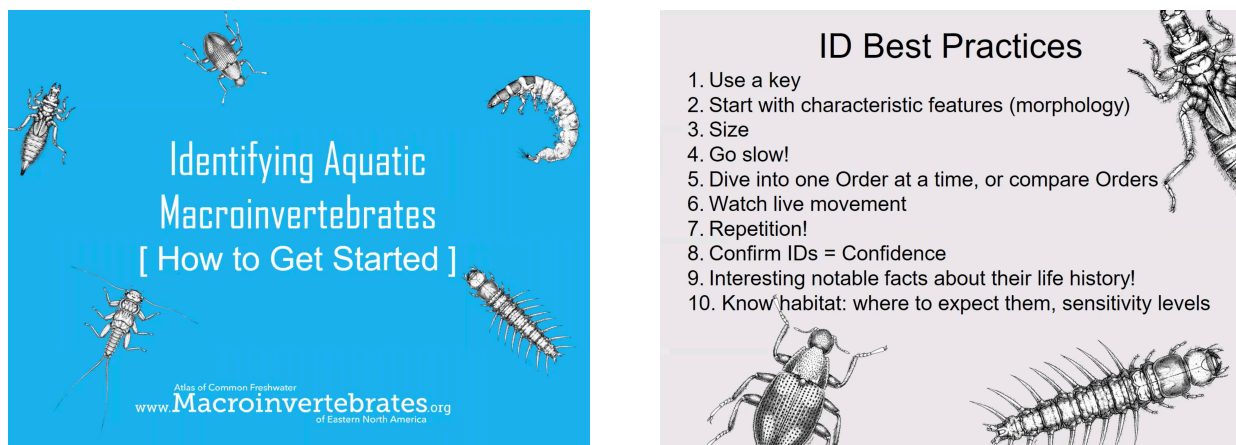 Identifying Aquatic
Macroinvertebrates
[ How to Get Started ]
Atlas of Common Freshwater
www.Macroinvertebrates.org
of Eastern North America
ID Best Practices
1. Use a key
2. Start with characteristic features (morphology)
3. Size
4. Go slow!
5. Dive into one Order at a time, or compare Orders
6. Watch live movement
7. Repetition!
8. Confirm IDs = Confidence
9. Interesting notable facts about their life history!
10. Know habitat: where to expect them, sensitivity levels